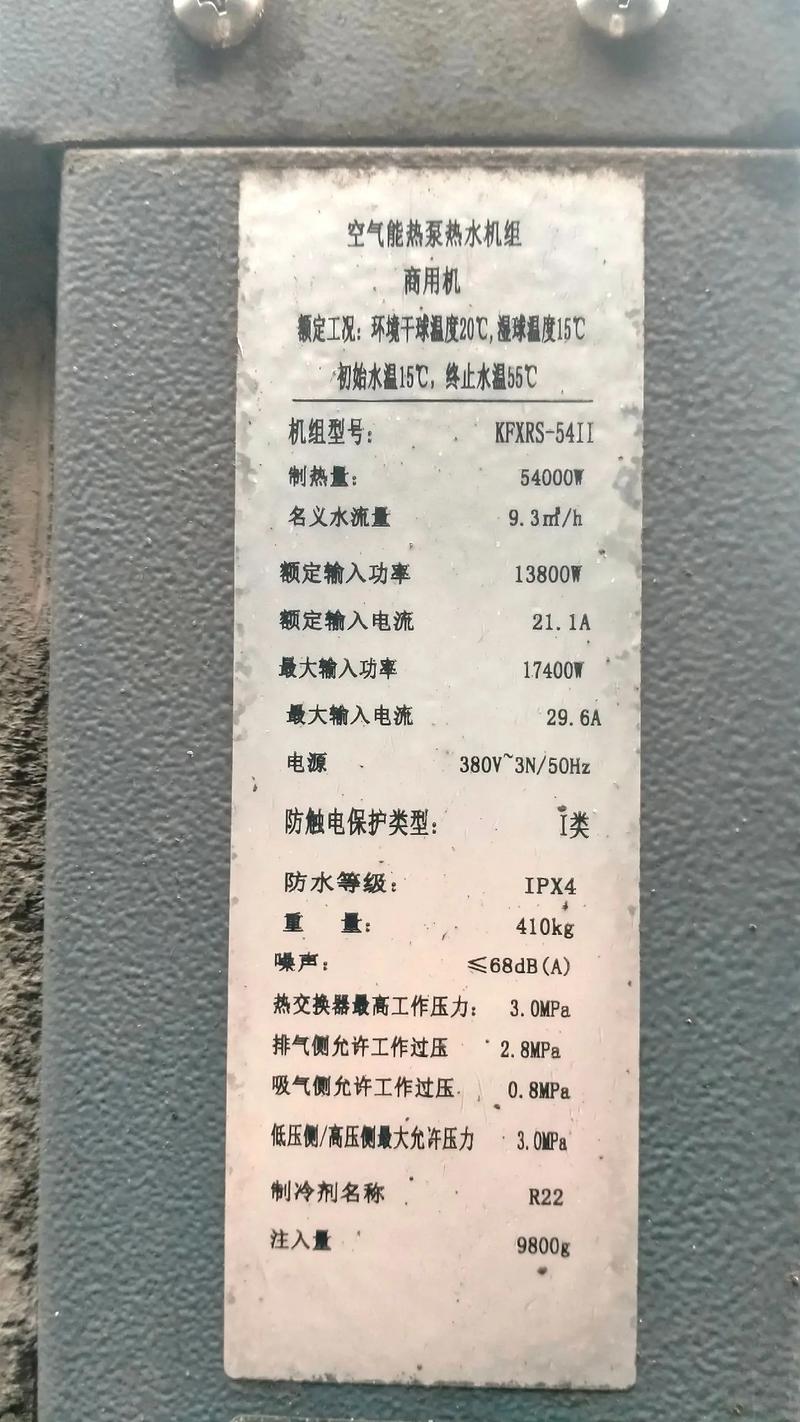 空气能热泵热水机组
商用机
额定工况：环境干球温度20℃,湿球温度15℃
初始水温15℃，终止水温55℃
机组型号： KFXRS-54II
制热量： 54000W
名义水流量 9.3㎥/h
额定输入功率 13800W
额定输入电流 21.1A
最大输入功率 17400W
最大输入电流 29.6A
电源 380V~3N/50Hz
防触电保护类型： I类
防水等级： IPX4
重 量： 410kg
噪声： ≤68dB(A)
热交换器最高工作压力： 3.0MPa
排气侧允许工作过压 2.8MPa
吸气侧允许工作过压 0.8MPa
低压侧/高压侧最大允许压力 3.0MPa
制冷剂名称 R22
注入量 9800g